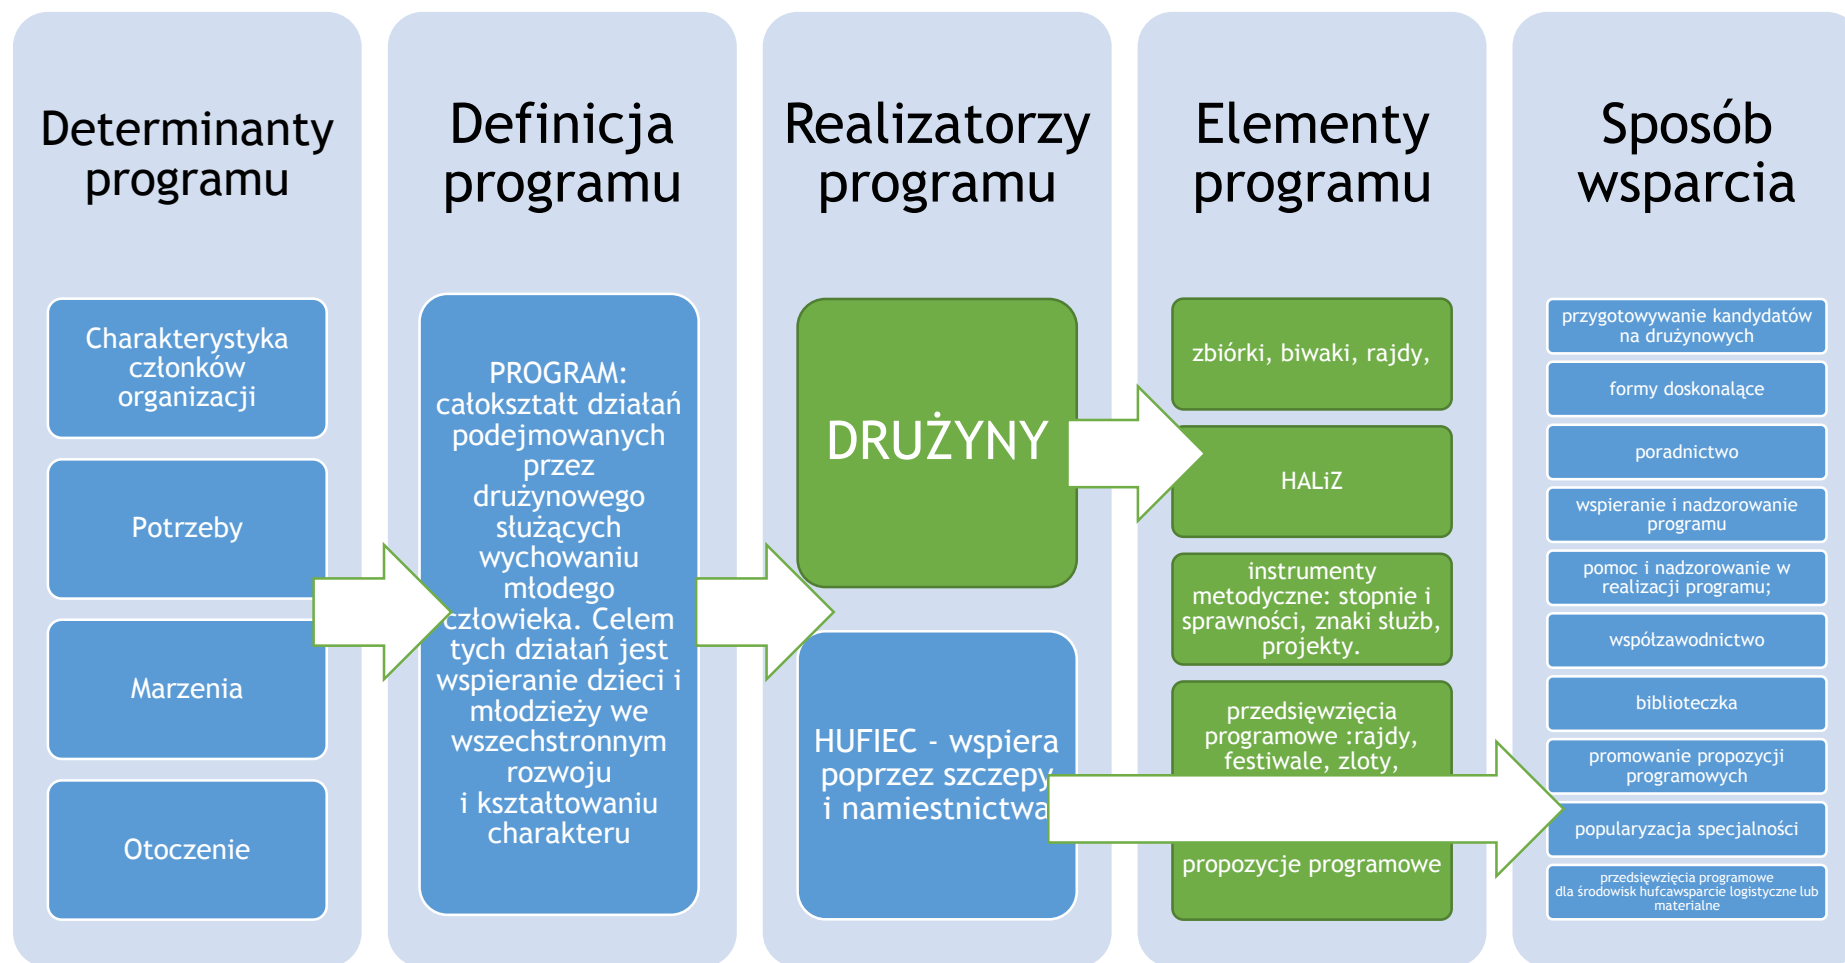 Determinanty
programu
Charakterystyka
członków
organizacji
Potrzeby
Marzenia
Otoczenie
Definicja
programu
PROGRAM:
całokształt działań
podejmowanych
przez
drużynowego
służących
wychowaniu
młodego
człowieka. Celem
tych działań jest
wspieranie dzieci i
młodzieży we
wszechstronnym
rozwoju
i kształtowaniu
charakteru
Realizatorzy
programu
DRUŻYNY
HUFIEC - wspiera
poprzez szczepy
i namiestnictwa
Elementy
programu
zbiórki, biwaki, rajdy,
HALiZ
instrumenty
metodyczne: stopnie i
sprawności, znaki służb,
projekty.
przedsięwzięcia
programowe :rajdy,
festiwale, zloty,
propozycje programowe
Sposób
wsparcia
przygotowywanie kandydatów
na drużynowych
formy doskonalące
poradnictwo
wspieranie i nadzorowanie
programu
pomoc i nadzorowanie w
realizacji programu;
współzawodnictwo
biblioteczka
promowanie propozycji
programowych
popularyzacja specjalności
przedsięwzięcia programowe
dla środowisk hufcawsparcie logistyczne lub
materialne